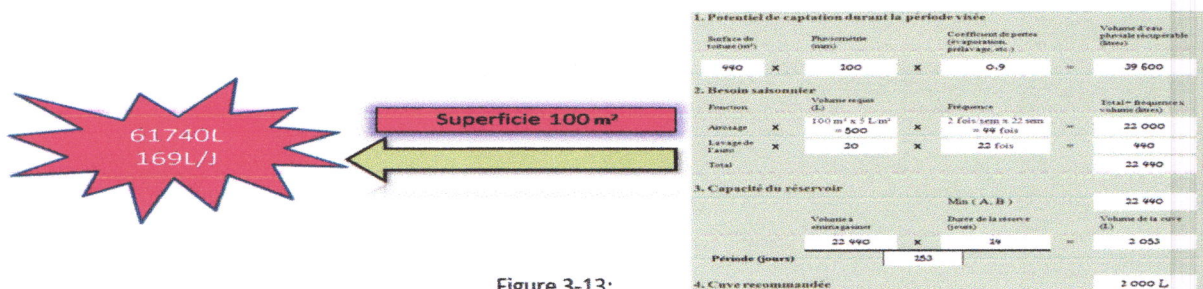 61740L
169L/J
Superficie 100 m²
1. Potentiel de captation durant la période visée
Surface de toiture (m²)
Pluviométrie (mm)
Coefficient de pertes (évaporation, prélavage, etc.)
Volume d'eau pluviale récupérable (litres)
440 × 100 × 0.9 = 39 600
2. Besoin saisonnier
Fonction
Volume requis (L)
Fréquence
Total = fréquence x volume (litres)
Arrosage × 100 m² x 5 L/m² = 500 × 2 fois/sem x 22 sem = 44 fois = 22 000
Lavage de l'auto × 20 × 22 fois = 440
Total 22 440
3. Capacité du réservoir
Min ( A, B ) 22 440
Volume à emmagasiner
Durée de la réserve (jours)
Volume de la cuve (L)
22 440 × 14 = 2 053
Période (jours) 153
4. Cuve recommandée 2 000 L
Figure 3-13: